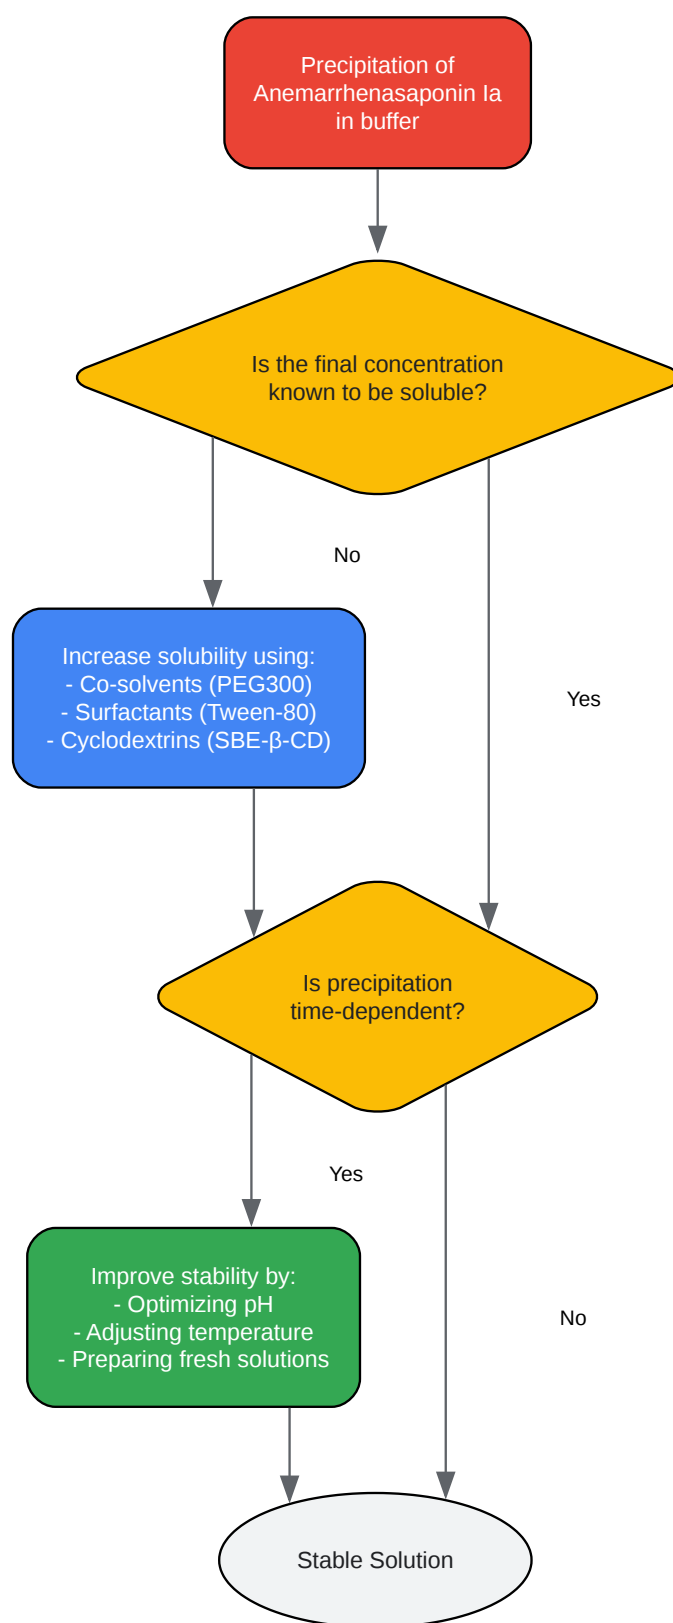 Precipitation of
Anemarrhenasaponin Ia
in buffer
Is the final concentration
known to be soluble?
No
Increase solubility using:
- Co-solvents (PEG300)
- Surfactants (Tween-80)
- Cyclodextrins (SBE-β-CD)
Yes
Is precipitation
time-dependent?
Yes
Improve stability by:
- Optimizing pH
- Adjusting temperature
- Preparing fresh solutions
No
Stable Solution